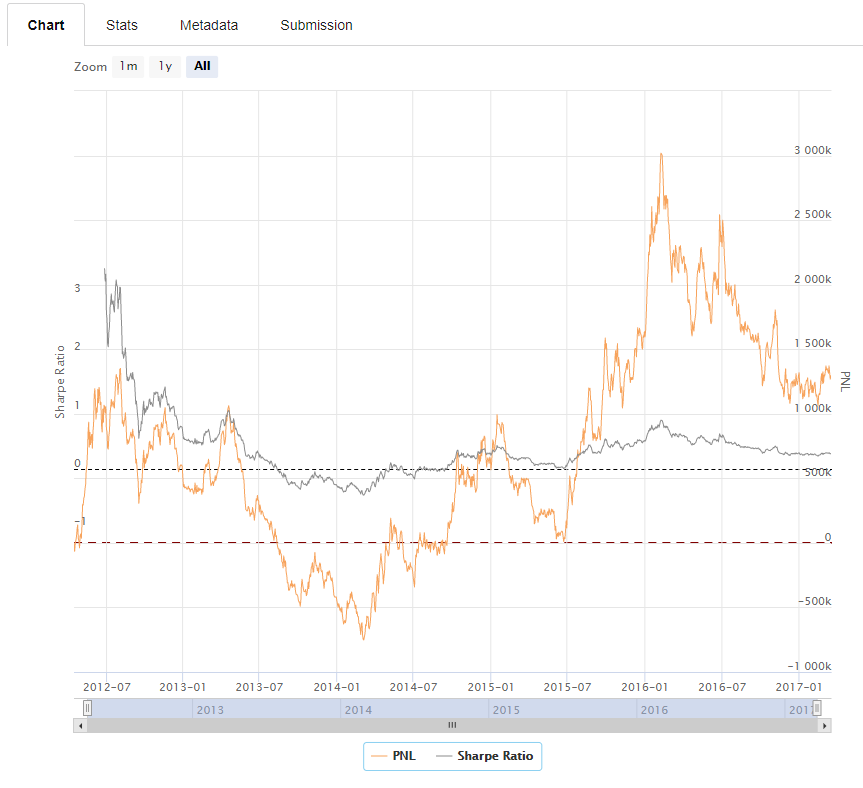 Chart Stats Metadata Submission
Zoom 1m 1y All
3 000k
2 500k
2 000k
3
1 500k
2
Sharpe Ratio
PNL
1
1 000k
0
500k
-1
0
-500k
-1 000k
2012-07 2013-01 2013-07 2014-01 2014-07 2015-01 2015-07 2016-01 2016-07 2017-01
2013 2014 2015 2016
PNL Sharpe Ratio